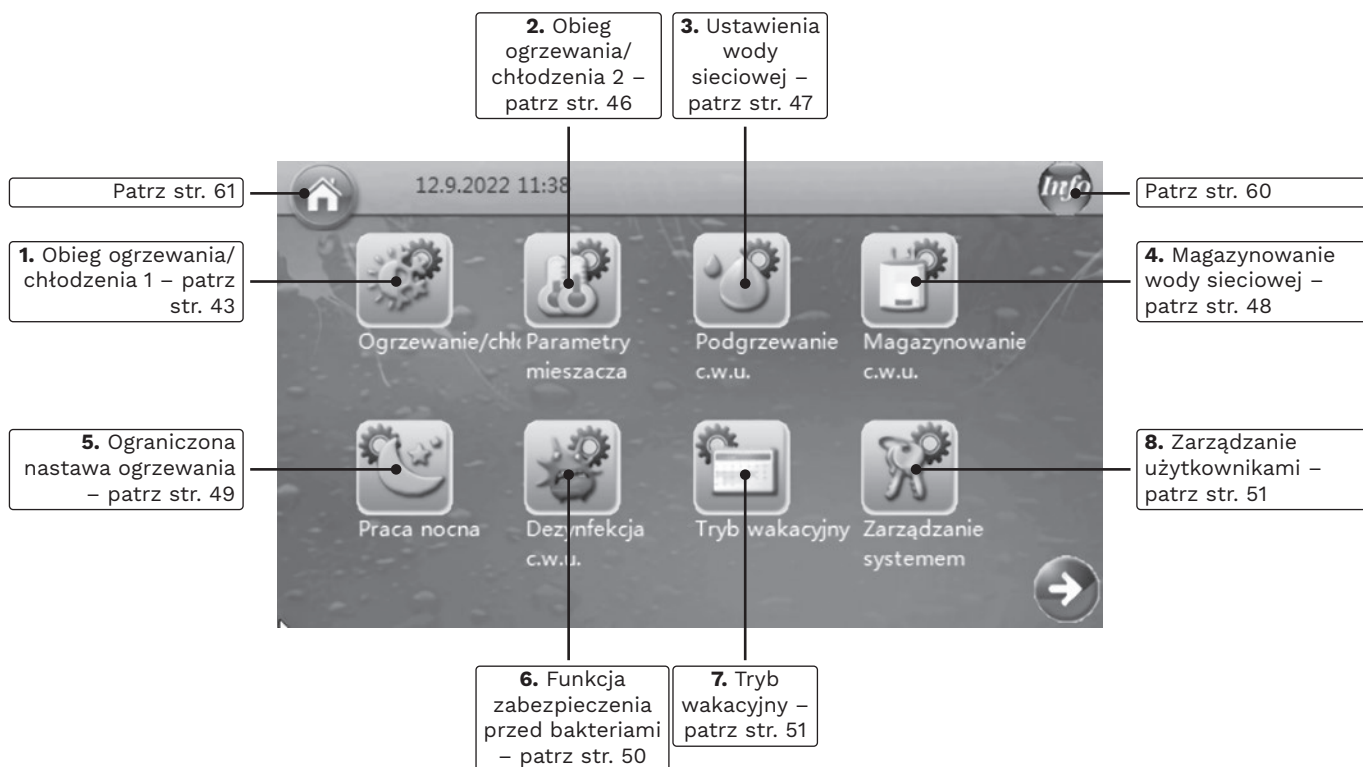 2. Obieg
ogrzewania/
chłodzenia 2 –
patrz str. 46
3. Ustawienia
wody
sieciowej –
patrz str. 47
Patrz str. 61
12.9.2022 11:38
Info
Patrz str. 60
1. Obieg ogrzewania/
chłodzenia 1 – patrz
str. 43
4. Magazynowanie
wody sieciowej –
patrz str. 48
Ogrzewanie/chło
Parametry
mieszacza
Podgrzewanie
c.w.u.
Magazynowanie
c.w.u.
5. Ograniczona
nastawa ogrzewania
– patrz str. 49
8. Zarządzanie
użytkownikami –
patrz str. 51
Praca nocna
Dezynfekcja
c.w.u.
Tryb wakacyjny
Zarządzanie
systemem
6. Funkcja
zabezpieczenia
przed bakteriami
– patrz str. 50
7. Tryb
wakacyjny –
patrz str. 51